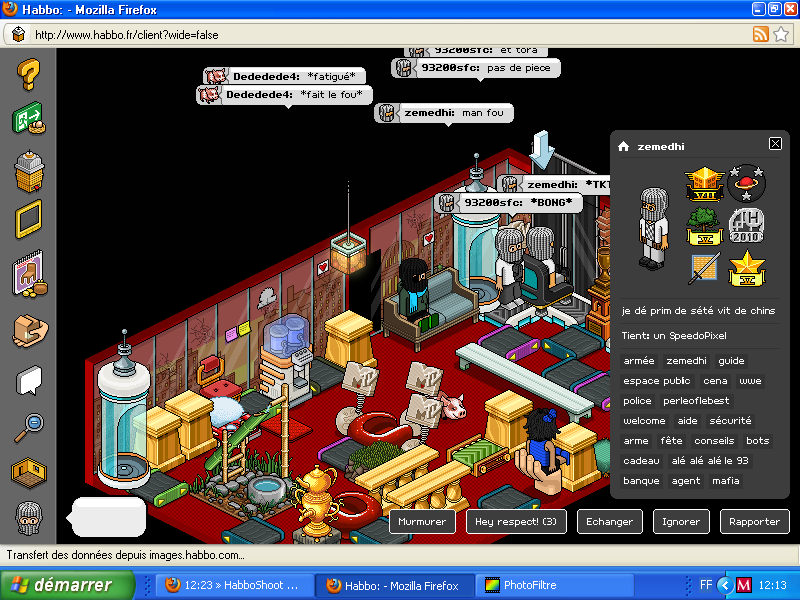 Habbo: - Mozilla Firefox
http://www.habbo.fr/client?wide=false
93200sfc: et tora
93200sfc: pas de piece
Dededede4: *fatigué*
Dededede4: *fait le fou*
zemedhi: man fou
zemedhi: *TKT
93200sfc: *BONG*
zemedhi
2010
je dé prim de sété vit de chins
Tient: un SpeedoPixel
armée zemedhi guide
espace public cena wwe
police perleoflebest
welcome aide sécurité
arme fête conseils bots
cadeau alé alé alé le 93
banque agent mafia
Murmurer
Hey respect! (3)
Echanger
Ignorer
Rapporter
Transfert des données depuis images.habbo.com...
démarrer
12:23 » HabboShoot ...
Habbo: - Mozilla Firefox
PhotoFiltre
FR
12:13